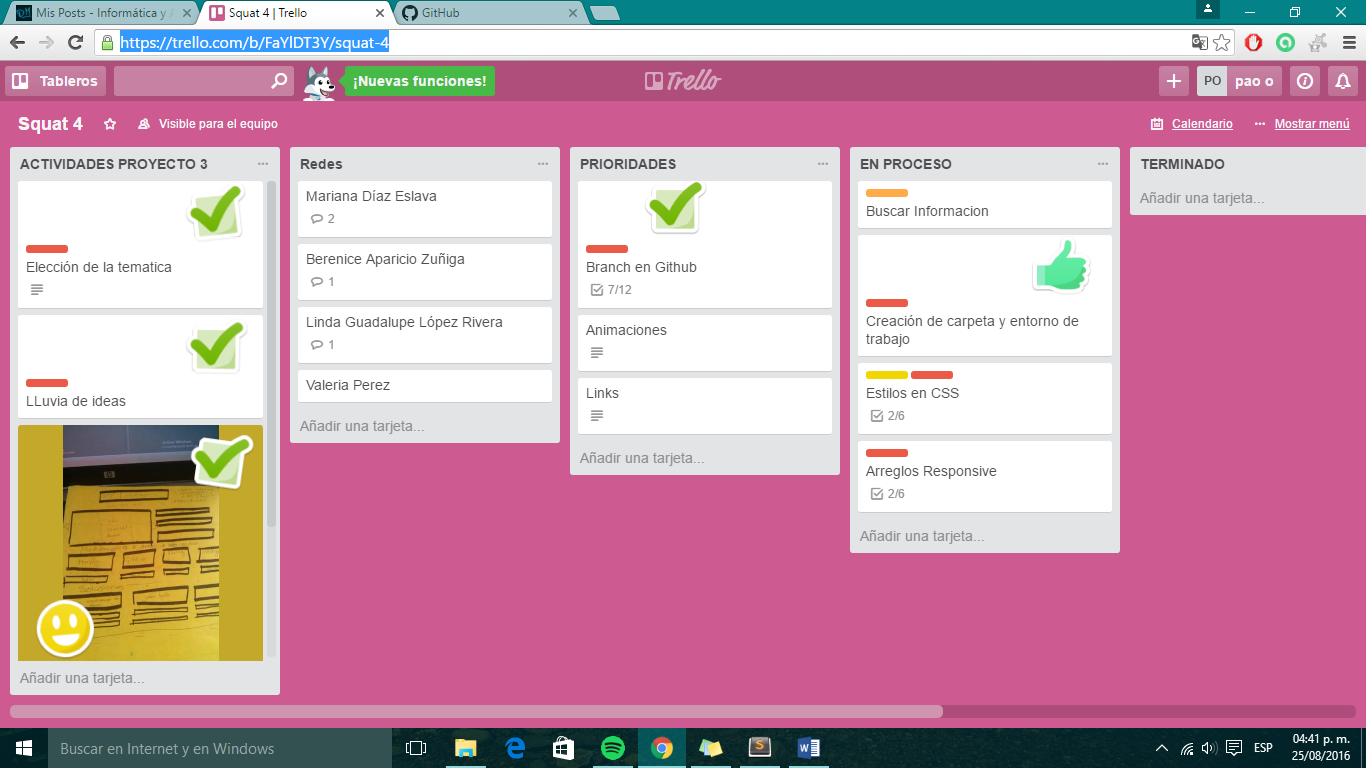 Mis Posts - Informática y
Squat 4 | Trello
GitHub
https://trello.com/b/FaYlDT3Y/squat-4
Tableros
¡Nuevas funciones!
Trello
PO
pao o
Squat 4
Visible para el equipo
Calendario
Mostrar menú
ACTIVIDADES PROYECTO 3
Elección de la tematica
LLuvia de ideas
Añadir una tarjeta...
Redes
Mariana Díaz Eslava
2
Berenice Aparicio Zuñiga
1
Linda Guadalupe López Rivera
1
Valeria Perez
Añadir una tarjeta...
PRIORIDADES
Branch en Github
7/12
Animaciones
Links
Añadir una tarjeta...
EN PROCESO
Buscar Informacion
Creación de carpeta y entorno de
trabajo
Estilos en CSS
2/6
Arreglos Responsive
2/6
Añadir una tarjeta...
TERMINADO
Añadir una tarjeta...
Buscar en Internet y en Windows
ESP
04:41 p. m.
25/08/2016